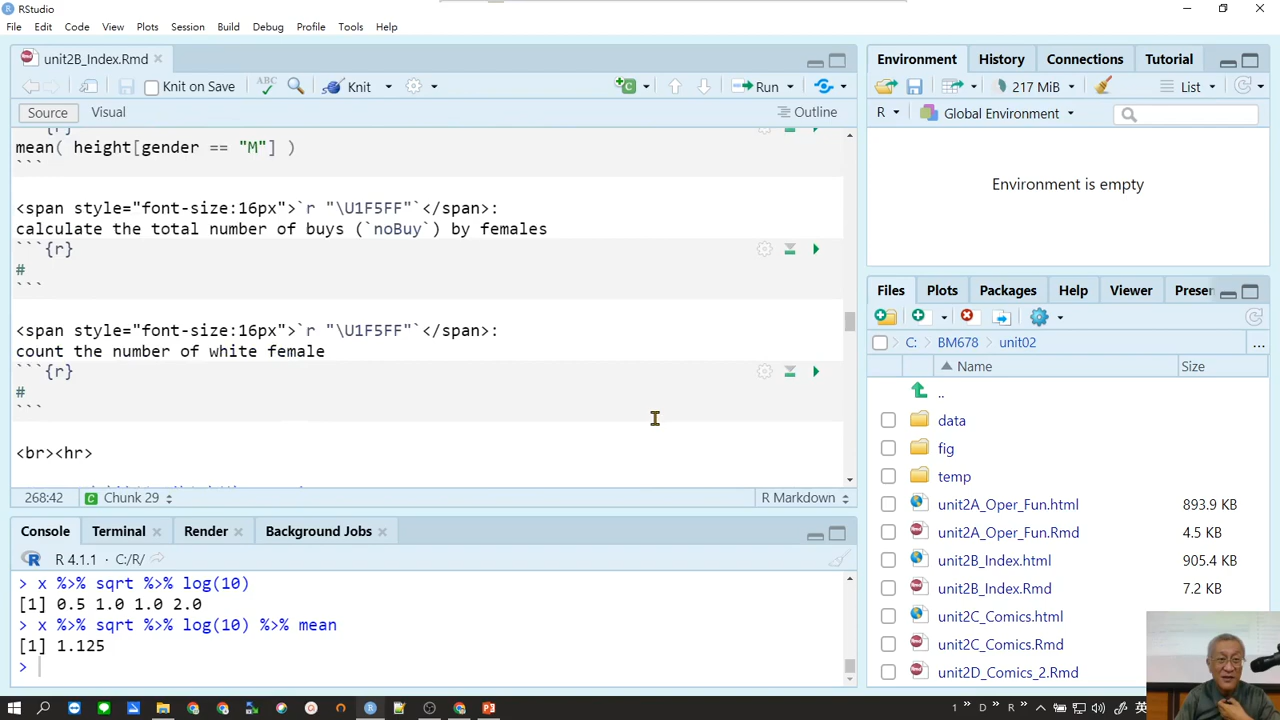 RStudio
File Edit Code View Plots Session Build Debug Profile Tools Help
unit2B_Index.Rmd
Knit on Save
ABC
Knit
Run
Source Visual
Outline
{r}
mean( height[gender == "M"] )
```
<span style="font-size:16px">`r "\U1F5FF"`</span>:
calculate the total number of buys (`noBuy`) by females
```{r}
#
```
<span style="font-size:16px">`r "\U1F5FF"`</span>:
count the number of white female
```{r}
#
```
<br><hr>
268:42 Chunk 29 R Markdown
Console Terminal Render Background Jobs
R 4.1.1 · C:/R/
> x %>% sqrt %>% log(10)
[1] 0.5 1.0 1.0 2.0
> x %>% sqrt %>% log(10) %>% mean
[1] 1.125
>
Environment History Connections Tutorial
217 MiB List
R Global Environment
Environment is empty
Files Plots Packages Help Viewer Presen
C: BM678 unit02
...
Name Size
..
data
fig
temp
unit2A_Oper_Fun.html 893.9 KB
unit2A_Oper_Fun.Rmd 4.5 KB
unit2B_Index.html 905.4 KB
unit2B_Index.Rmd 7.2 KB
unit2C_Comics.html
unit2C_Comics.Rmd
unit2D_Comics_2.Rmd
1 D R 英